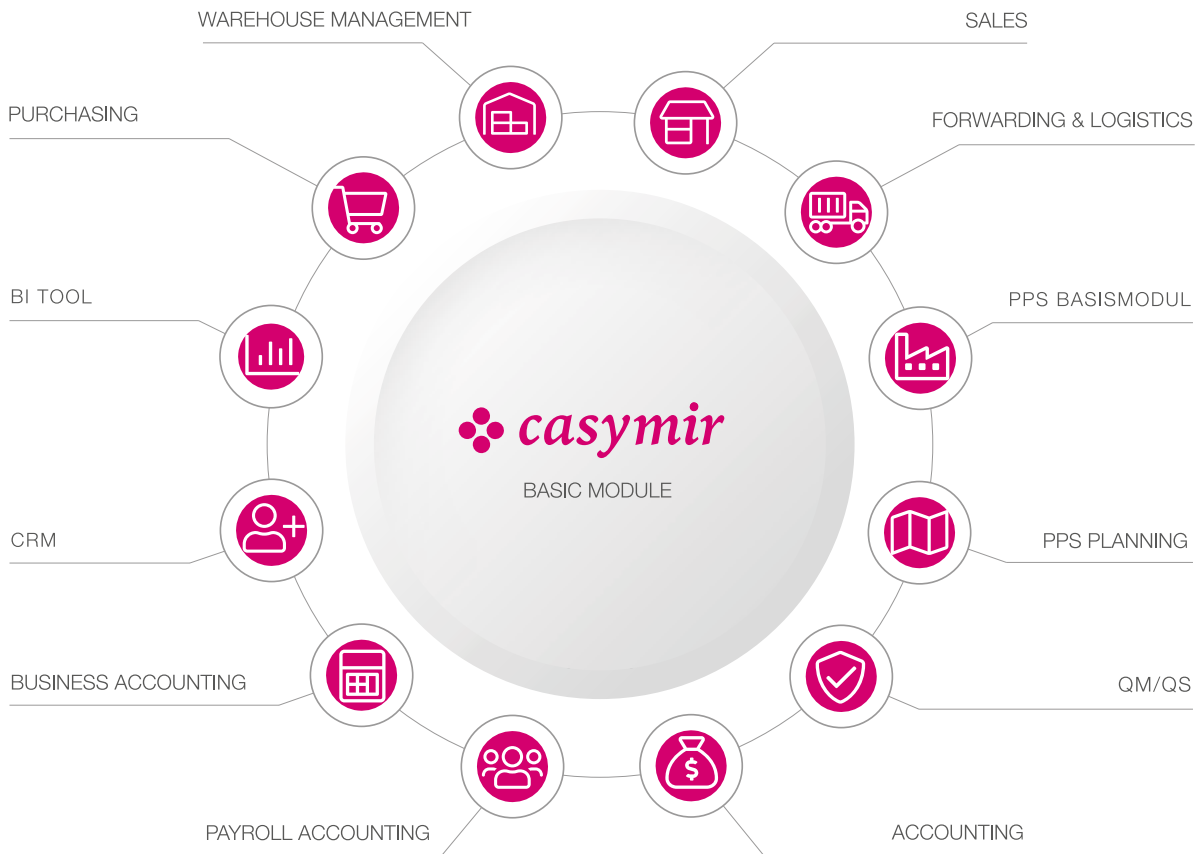 WAREHOUSE MANAGEMENT
SALES
PURCHASING
FORWARDING & LOGISTICS
BI TOOL
PPS BASISMODUL
casymir
BASIC MODULE
CRM
PPS PLANNING
BUSINESS ACCOUNTING
QM/QS
$
PAYROLL ACCOUNTING
ACCOUNTING